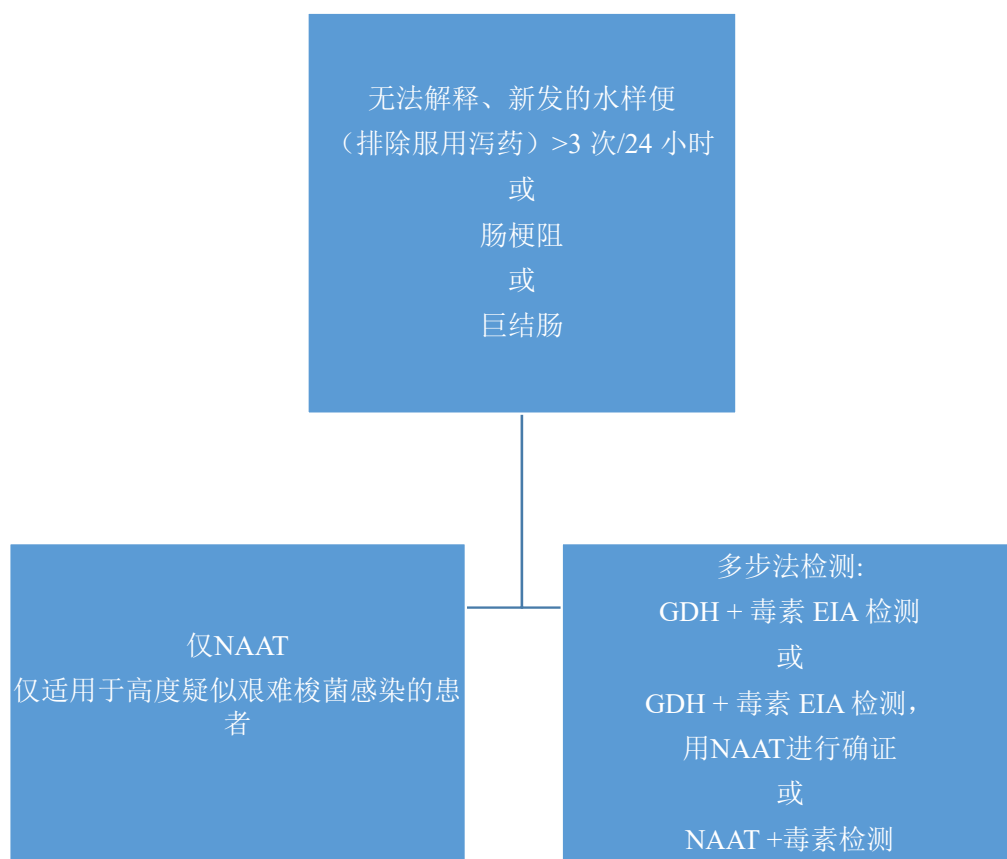 无法解释、新发的水样便
（排除服用泻药）>3 次/24 小时
或
肠梗阻
或
巨结肠
仅NAAT
仅适用于高度疑似艰难梭菌感染的患
者
多步法检测:
GDH + 毒素 EIA 检测
或
GDH + 毒素 EIA 检测，
用NAAT进行确证
或
NAAT +毒素检测